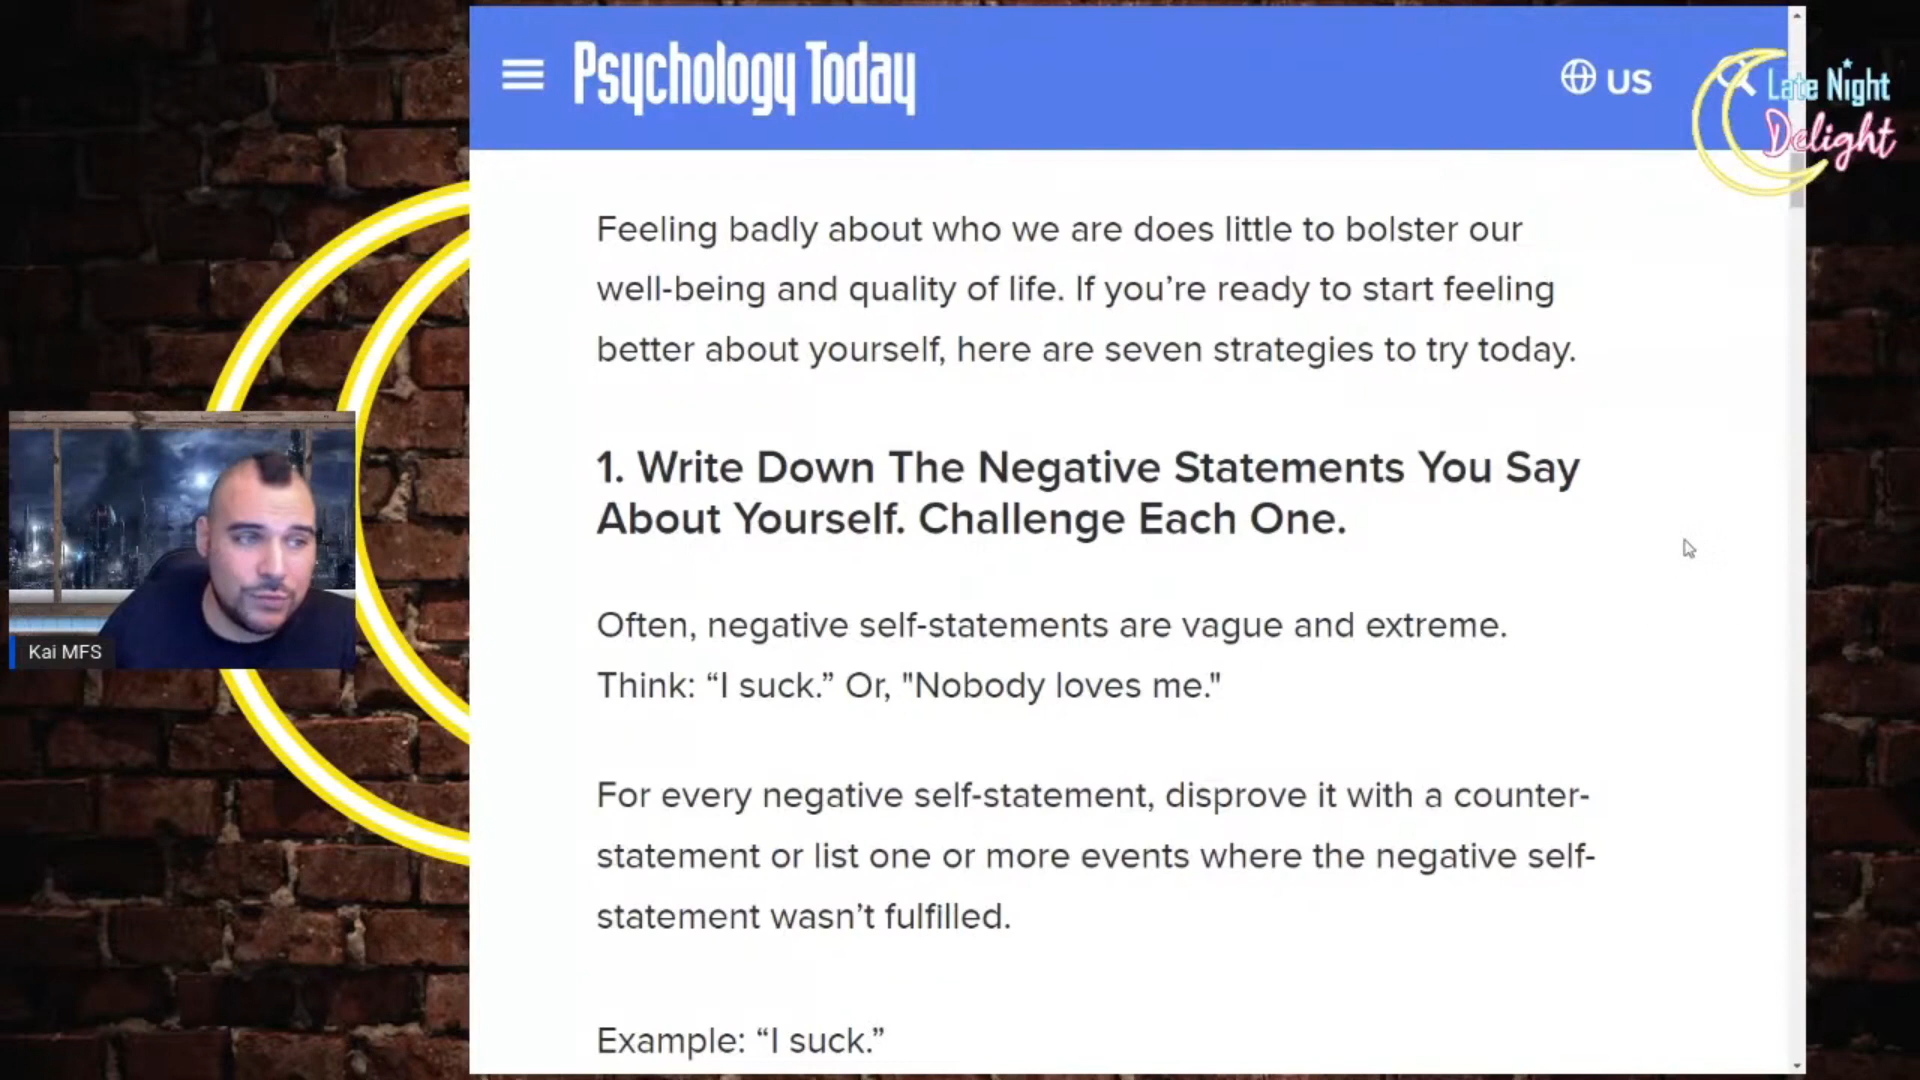 Psychology Today
US
Late Night
Delight
Feeling badly about who we are does little to bolster our
well-being and quality of life. If you’re ready to start feeling
better about yourself, here are seven strategies to try today.
1. Write Down The Negative Statements You Say
About Yourself. Challenge Each One.
Often, negative self-statements are vague and extreme.
Think: “I suck.” Or, "Nobody loves me."
For every negative self-statement, disprove it with a counter-
statement or list one or more events where the negative self-
statement wasn’t fulfilled.
Example: “I suck.”
Kai MFS